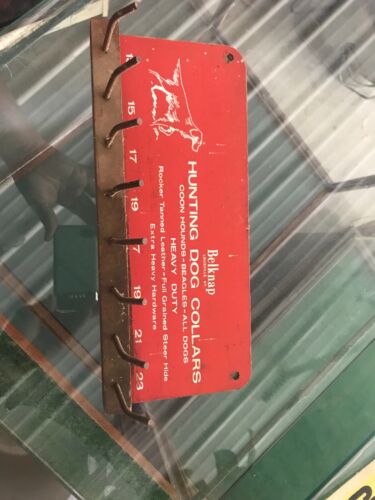 Belknap
HUNTING DOG COLLARS
COON HOUNDS - BEAGLES - ALL DOGS
HEAVY DUTY
Rocker Tanned Leather - Full Grained Steer Hide
Extra Heavy Hardware
15 17 19 7 19 21 23